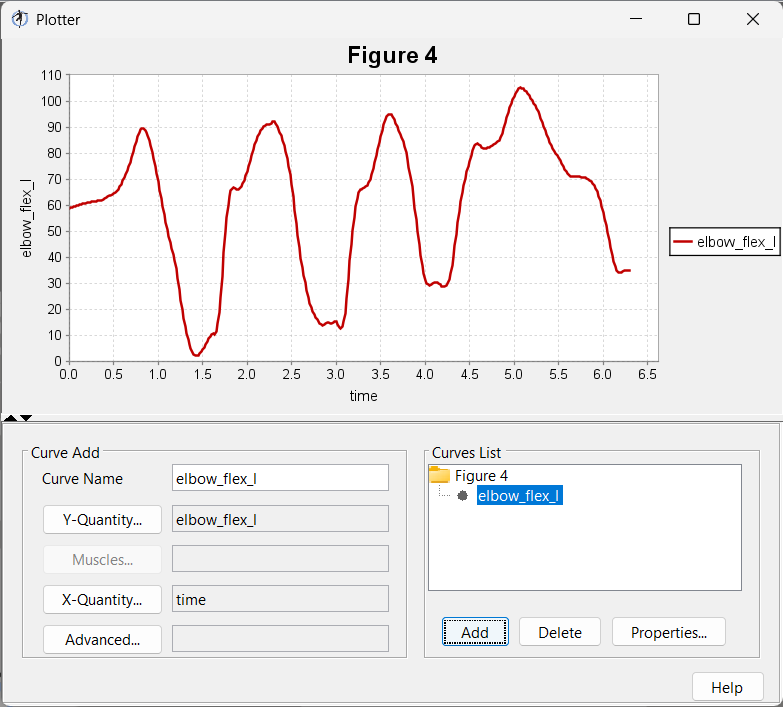 Plotter
Figure 4
110
100
90
80
70
60
50
40
30
20
10
0
elbow_flex_l
0.0 0.5 1.0 1.5 2.0 2.5 3.0 3.5 4.0 4.5 5.0 5.5 6.0 6.5
time
elbow_flex_l
Curve Add
Curve Name elbow_flex_l
Y-Quantity... elbow_flex_l
Muscles...
X-Quantity... time
Advanced...
Curves List
Figure 4
elbow_flex_l
Add Delete Properties...
Help